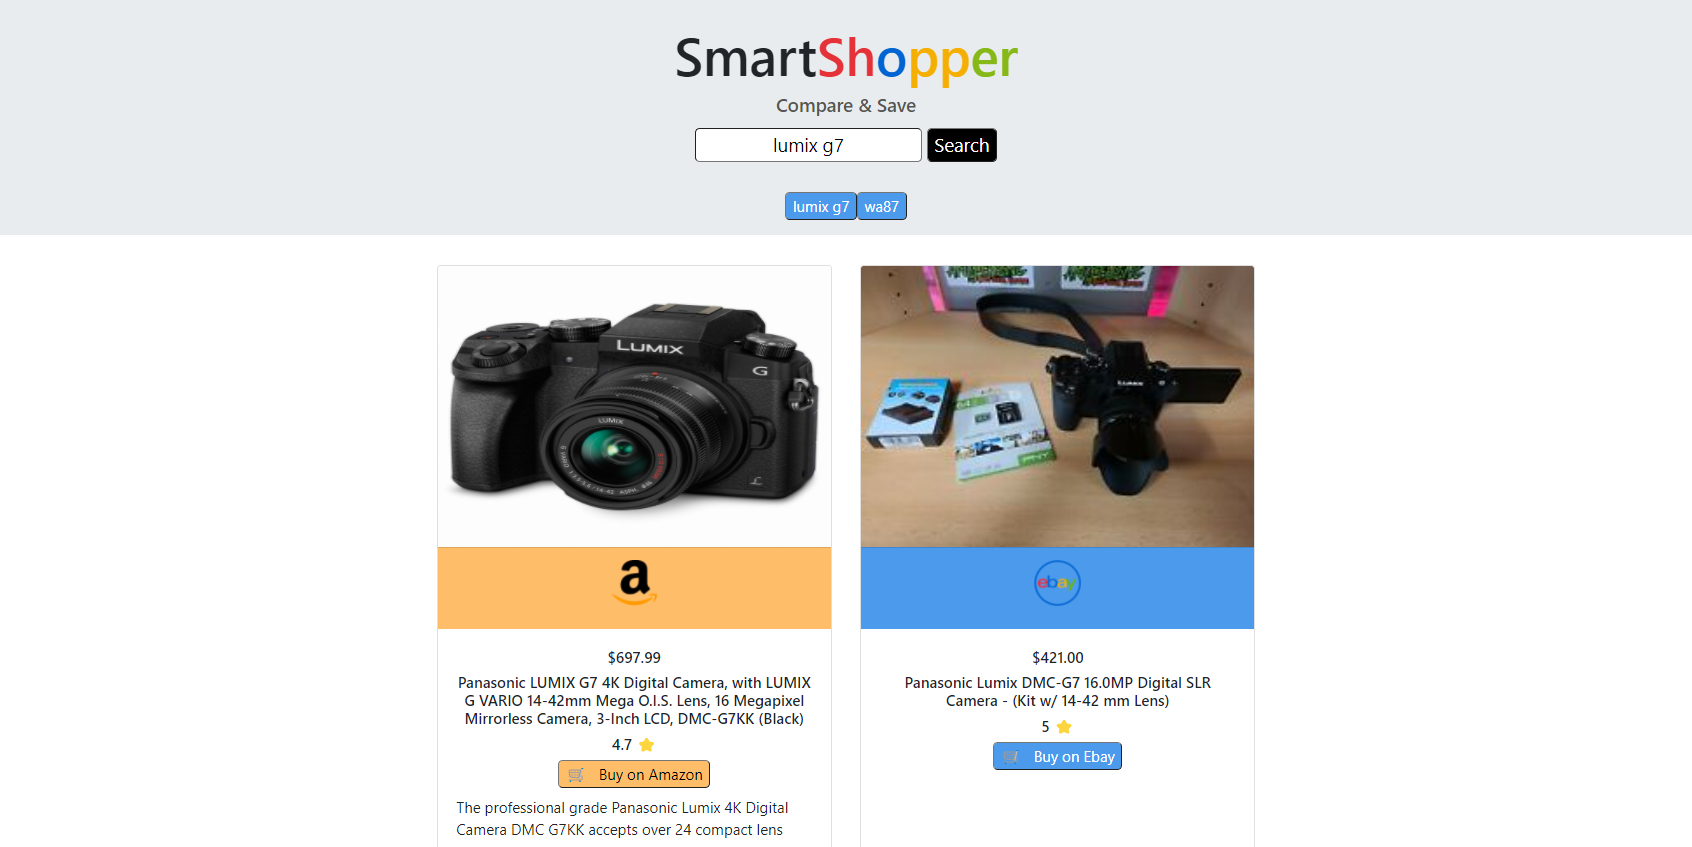 SmartShopper
Compare & Save
lumix g7
Search
lumix g7
wa87
LUMIX
G
LUMIX
LUMIX
PNY
a
ebay
$697.99
Panasonic LUMIX G7 4K Digital Camera, with LUMIX
G VARIO 14-42mm Mega O.I.S. Lens, 16 Megapixel
Mirrorless Camera, 3-Inch LCD, DMC-G7KK (Black)
4.7
Buy on Amazon
The professional grade Panasonic Lumix 4K Digital
Camera DMC G7KK accepts over 24 compact lens
$421.00
Panasonic Lumix DMC-G7 16.0MP Digital SLR
Camera - (Kit w/ 14-42 mm Lens)
5
Buy on Ebay